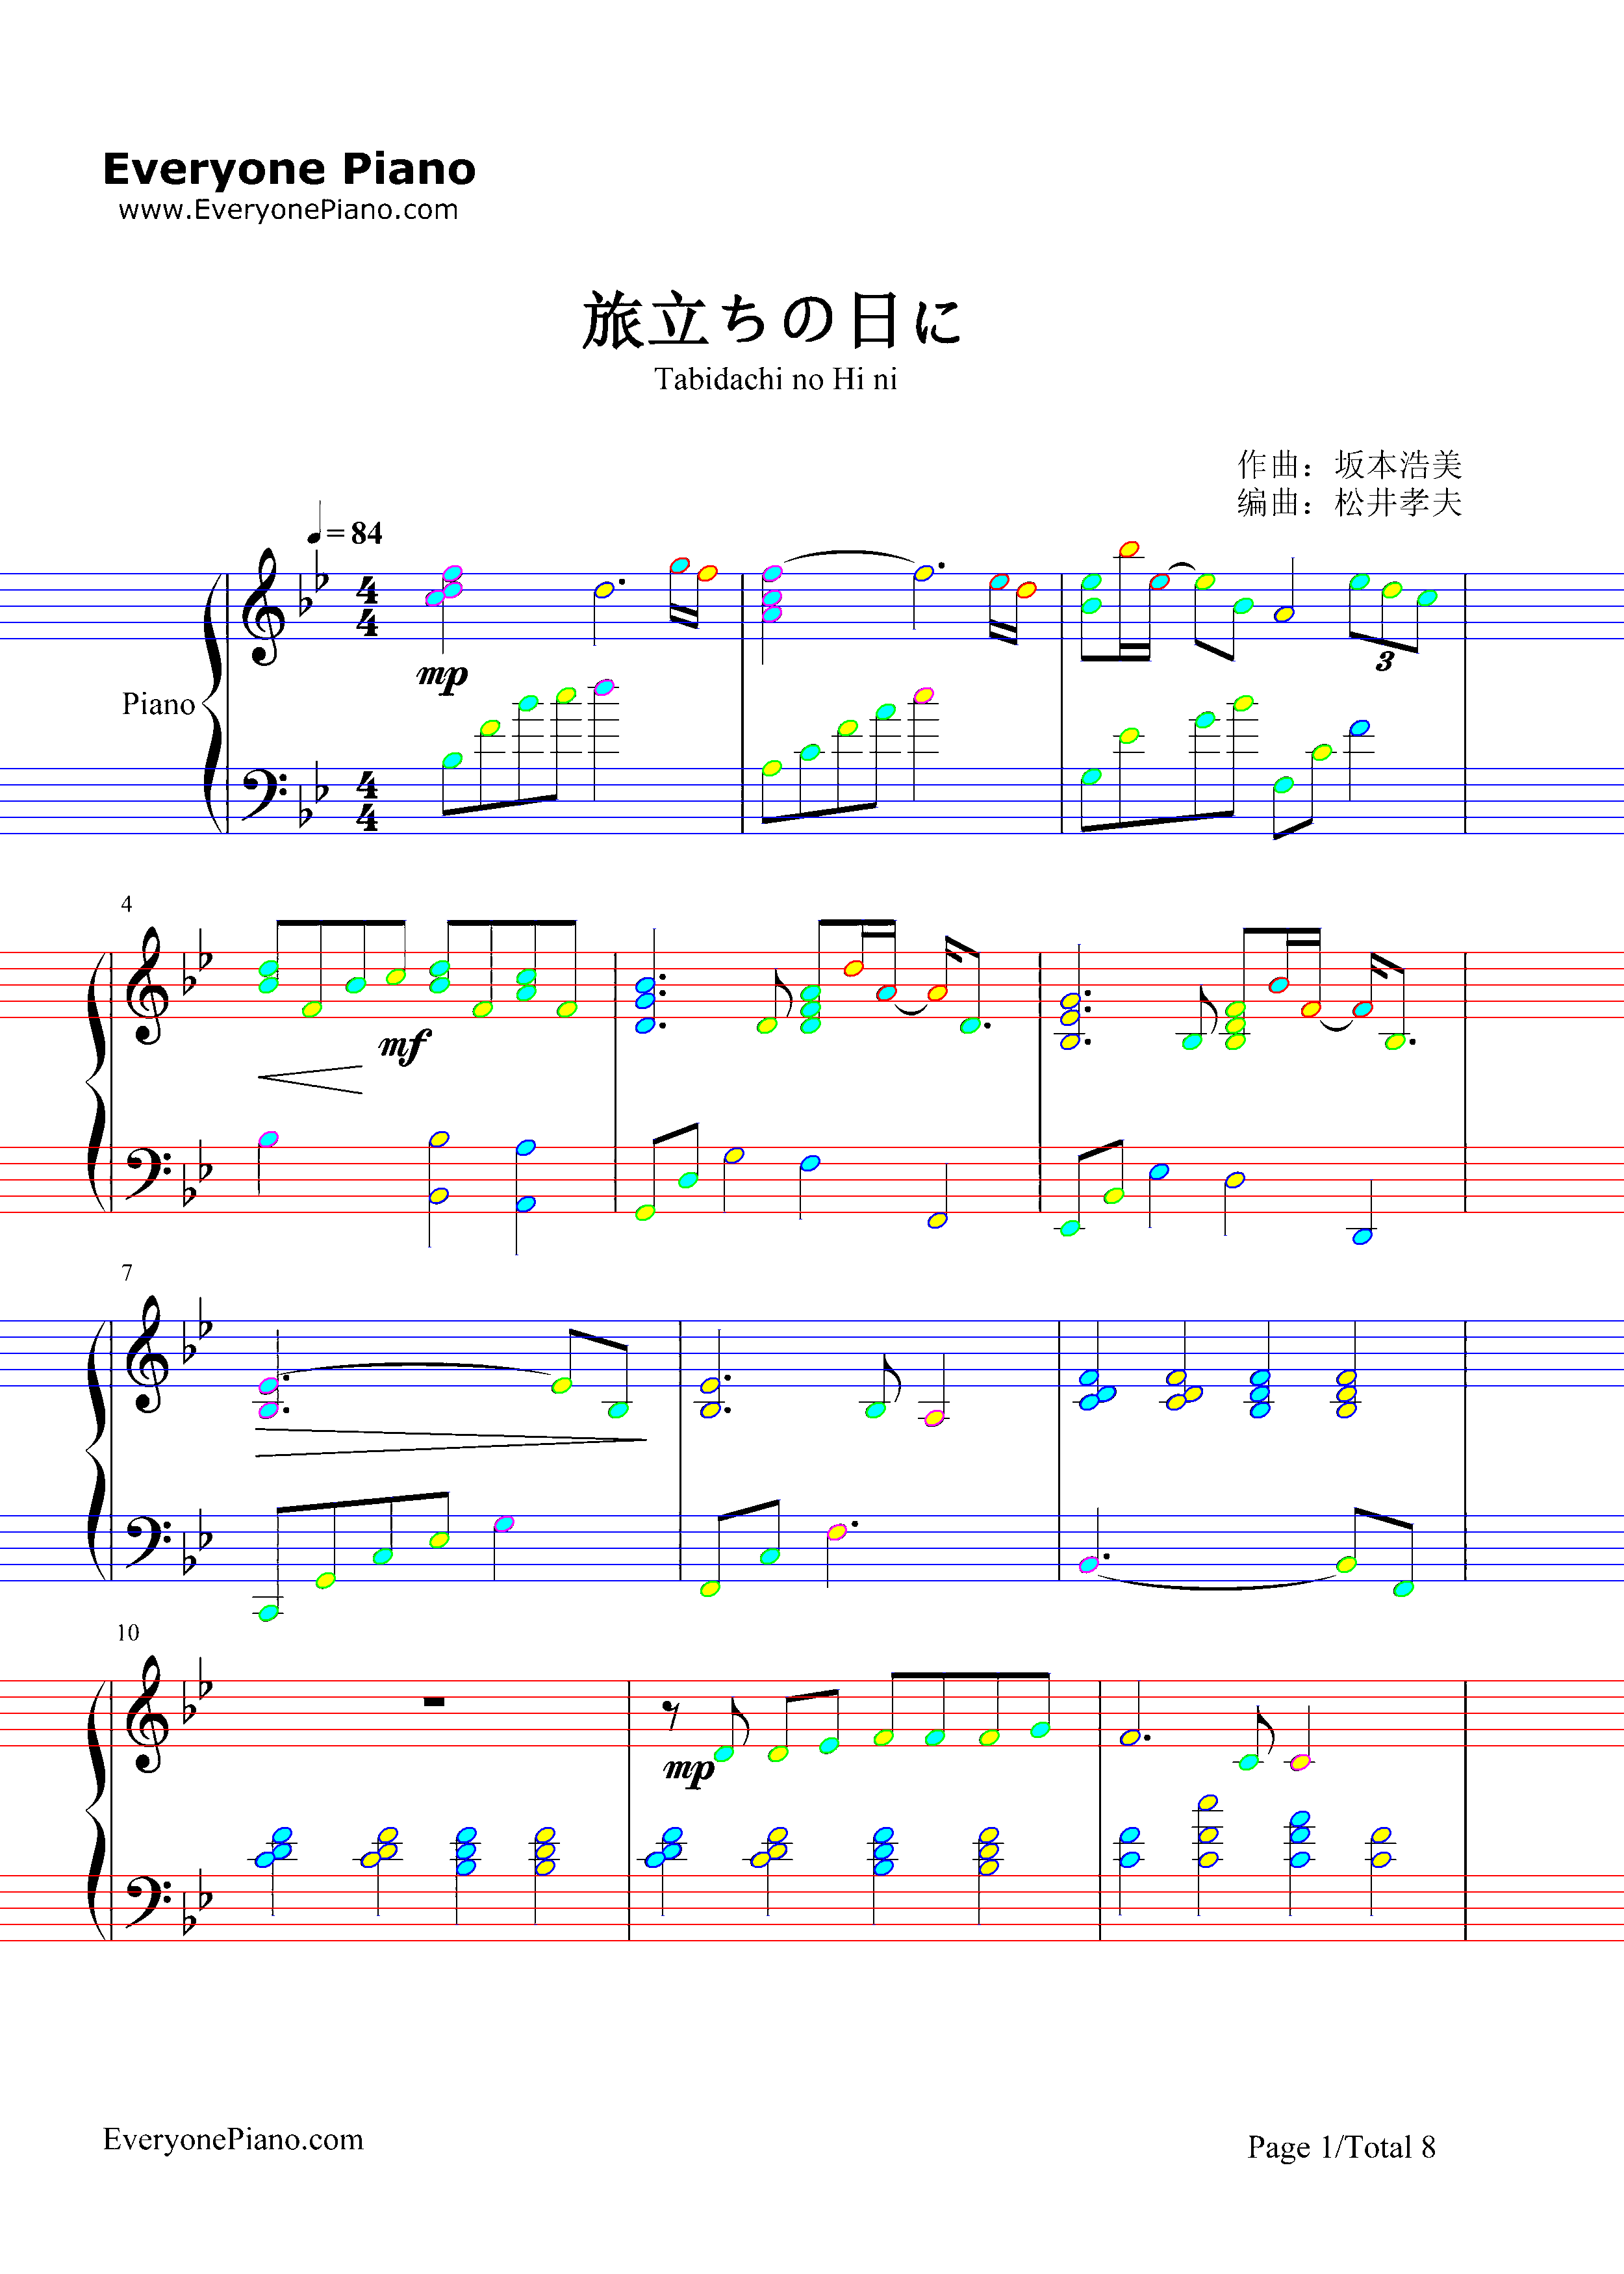 Everyone Piano
www.EveryonePiano.com
旅立ちの日に
Tabidachi no Hi ni
作曲：坂本浩美
编曲：松井孝夫
= 84
4
4
mp
3
Piano
4
4
4
mf
7
10
mp
EveryonePiano.com
Page 1/Total 8